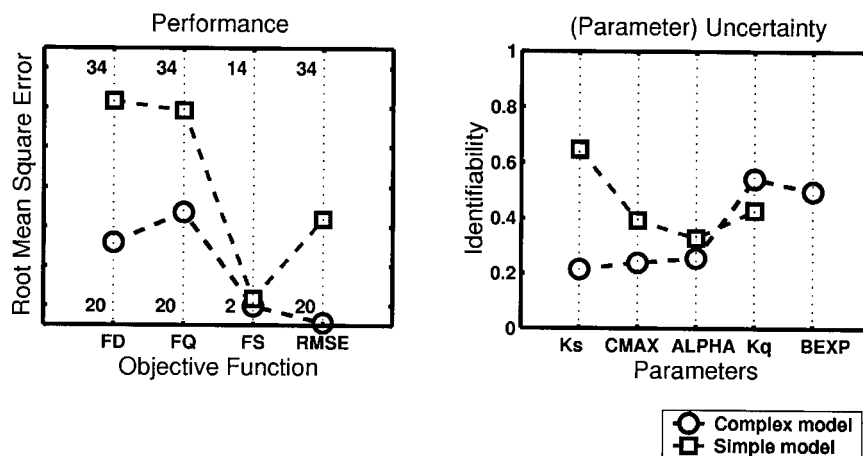 Performance
34 34 14 34
Root Mean Square Error
20 20 2 20
FD FQ FS RMSE
Objective Function
(Parameter) Uncertainty
1
0.8
0.6
0.4
0.2
0
Identifiability
Ks CMAX ALPHA Kq BEXP
Parameters
Complex model
Simple model